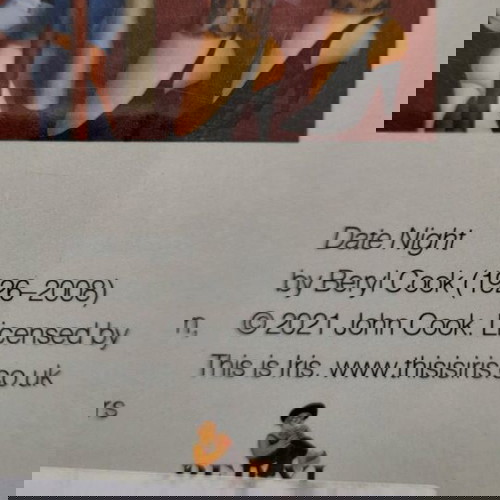 Date Night
by Beryl Cook (1926–2008)
© 2021 John Cook. Licensed by
This is Iris. www.thisisiris.co.uk
rs